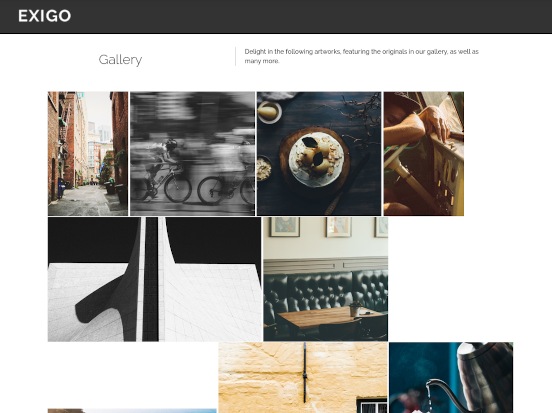 EXIGO
Gallery
Delight in the following artworks, featuring the originals in our gallery, as well as
many more.